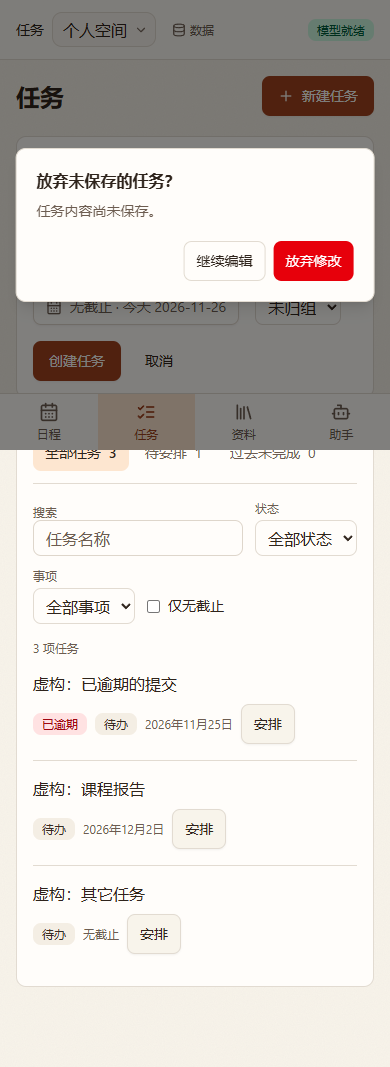 任务 个人空间 数据 模型就绪
任务 新建任务
放弃未保存的任务？
任务内容尚未保存。
继续编辑 放弃修改
无截止 · 今天 2026-11-26 未归组
创建任务 取消
日程 任务 资料 助手
全部任务 3 待安排 1 过去未完成 0
搜索 状态
任务名称 全部状态
事项
全部事项 仅无截止
3 项任务
虚构：已逾期的提交
已逾期 待办 2026年11月25日 安排
虚构：课程报告
待办 2026年12月2日 安排
虚构：其它任务
待办 无截止 安排